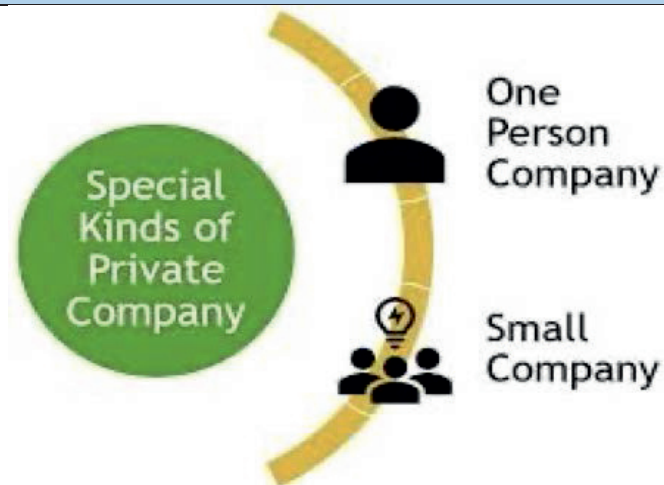 Special
Kinds of
Private
Company
One
Person
Company
Small
Company